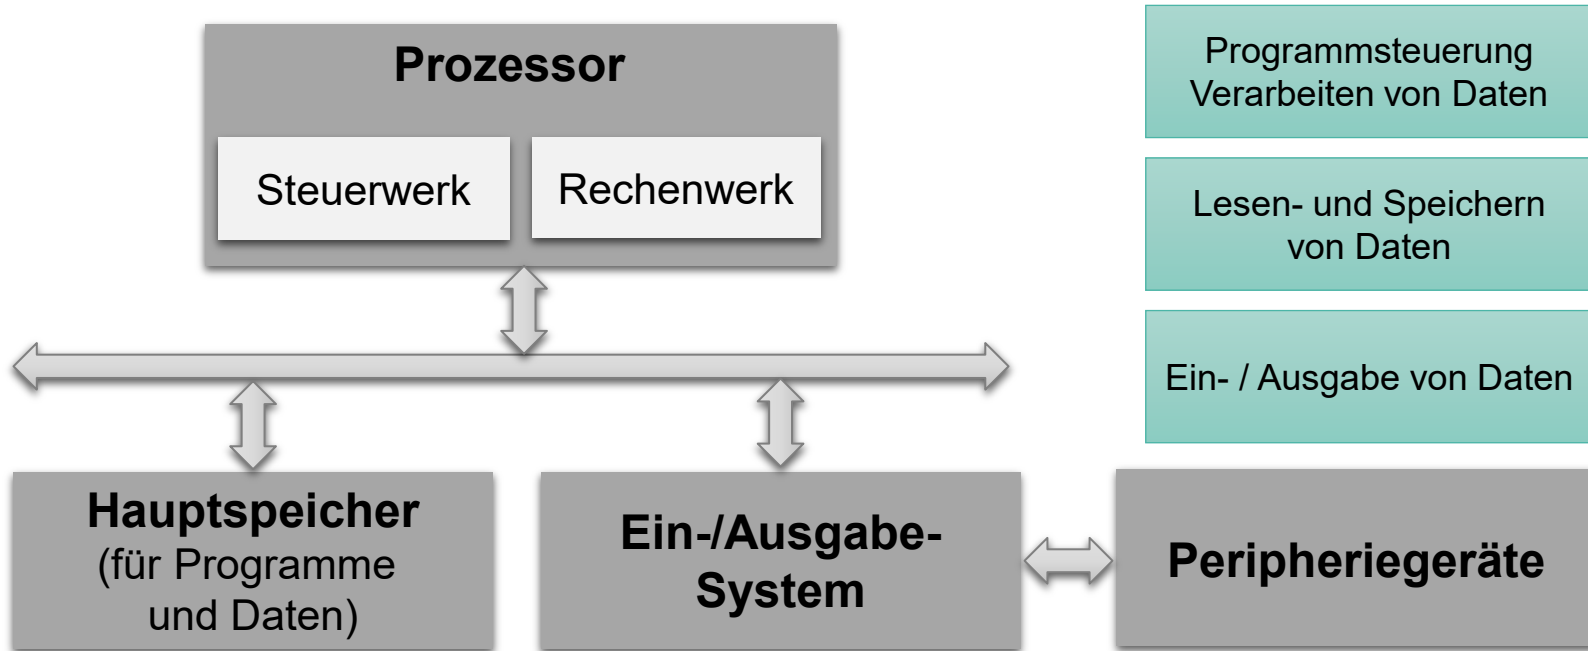 Prozessor
Steuerwerk
Rechenwerk
Programmsteuerung
Verarbeiten von Daten
Lesen- und Speichern
von Daten
Ein- / Ausgabe von Daten
Hauptspeicher
(für Programme
und Daten)
Ein-/Ausgabe-
System
Peripheriegeräte